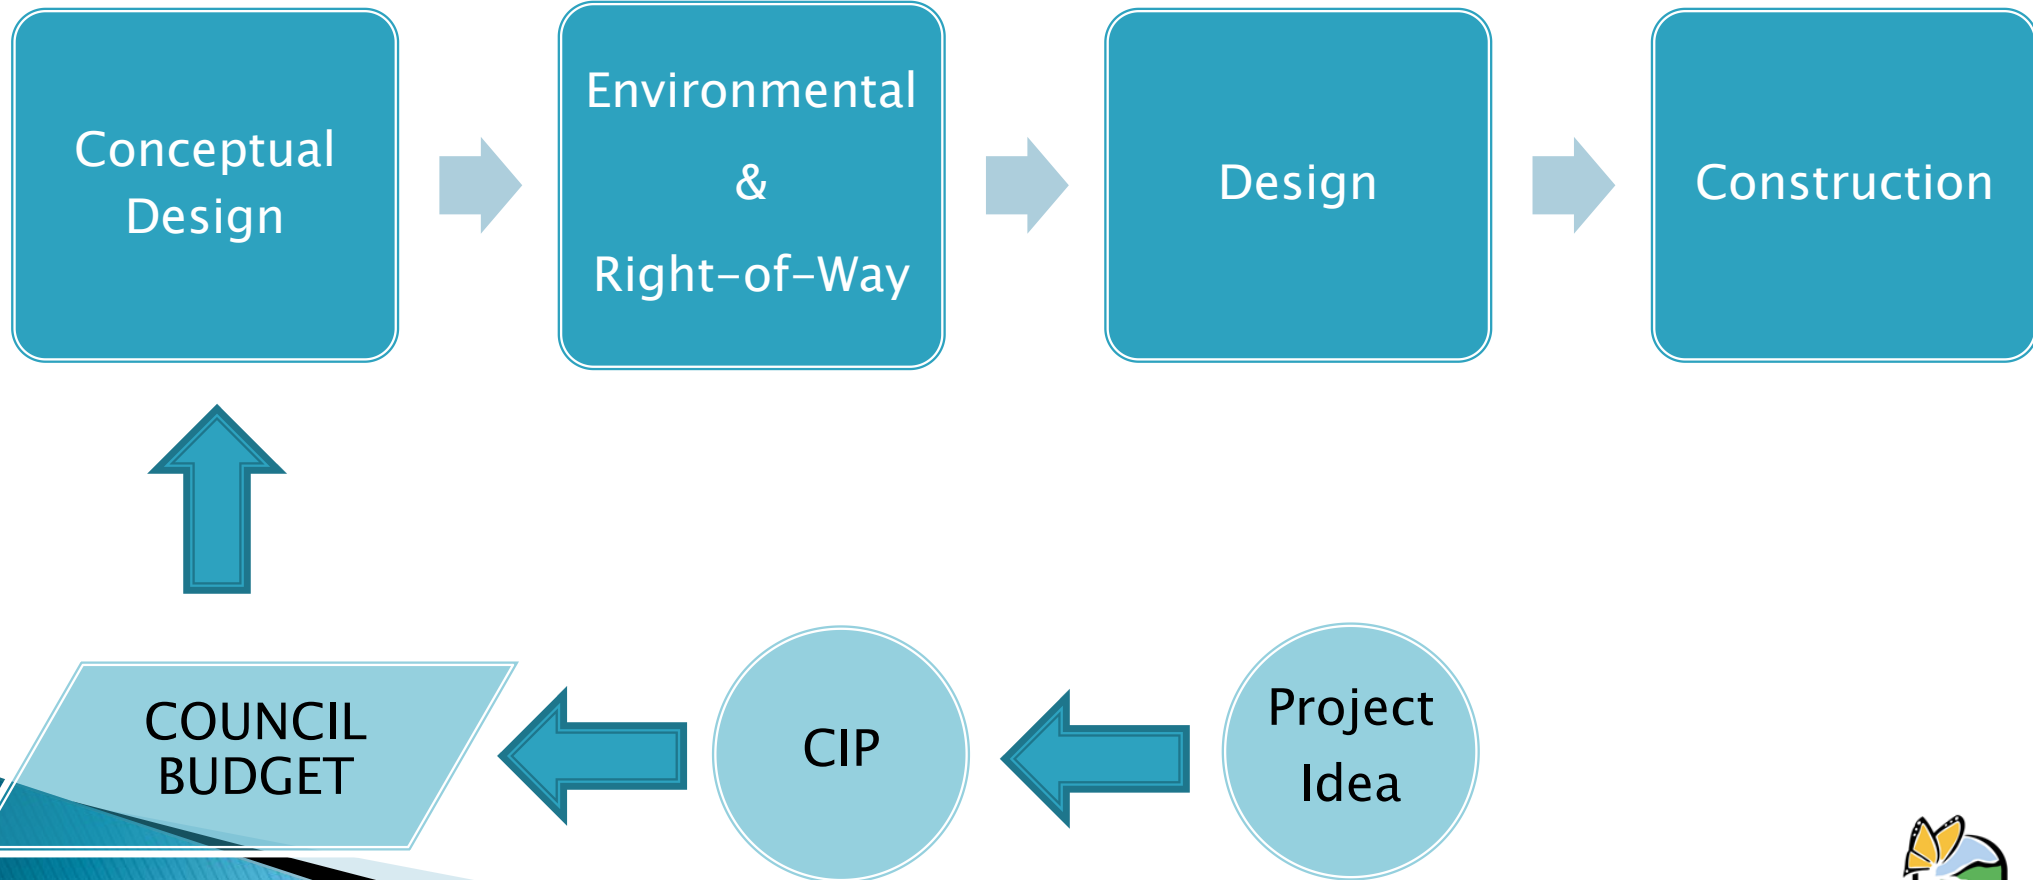 Conceptual
Design
Environmental
&
Right-of-Way
Design
Construction
COUNCIL
BUDGET
CIP
Project
Idea